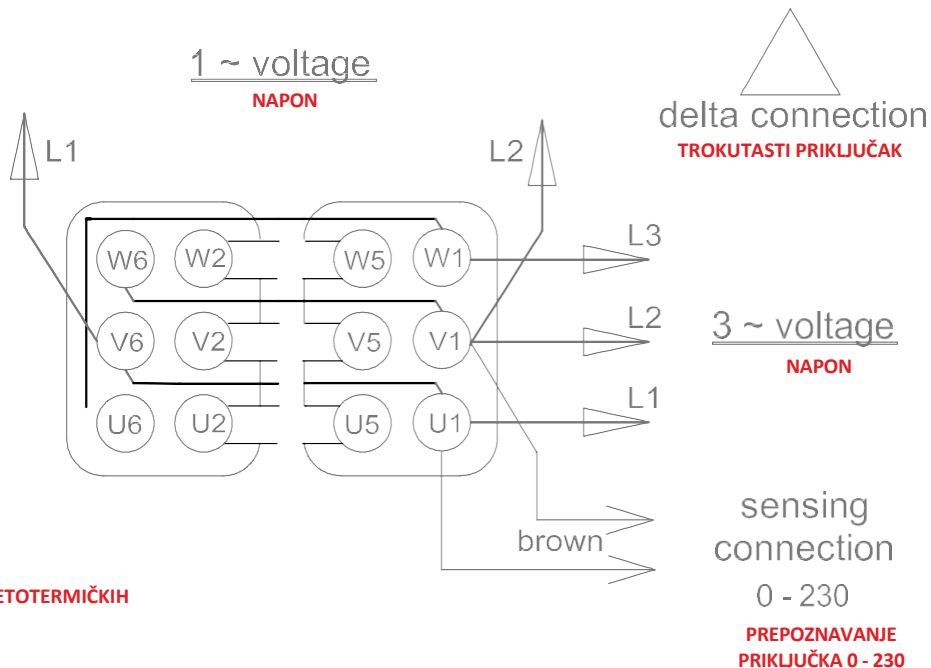 1 ~ voltage
NAPON
delta connection
TROKUTASTI PRIKLJUČAK
L1
L2
L3
W6 W2 W5 W1
L2
V6 V2 V5 V1
3 ~ voltage
NAPON
L1
U6 U2 U5 U1
sensing
connection
brown
0 - 230
ETOTERMIČKIH
PREPOZNAVANJE
PRIKLJUČKA 0 - 230